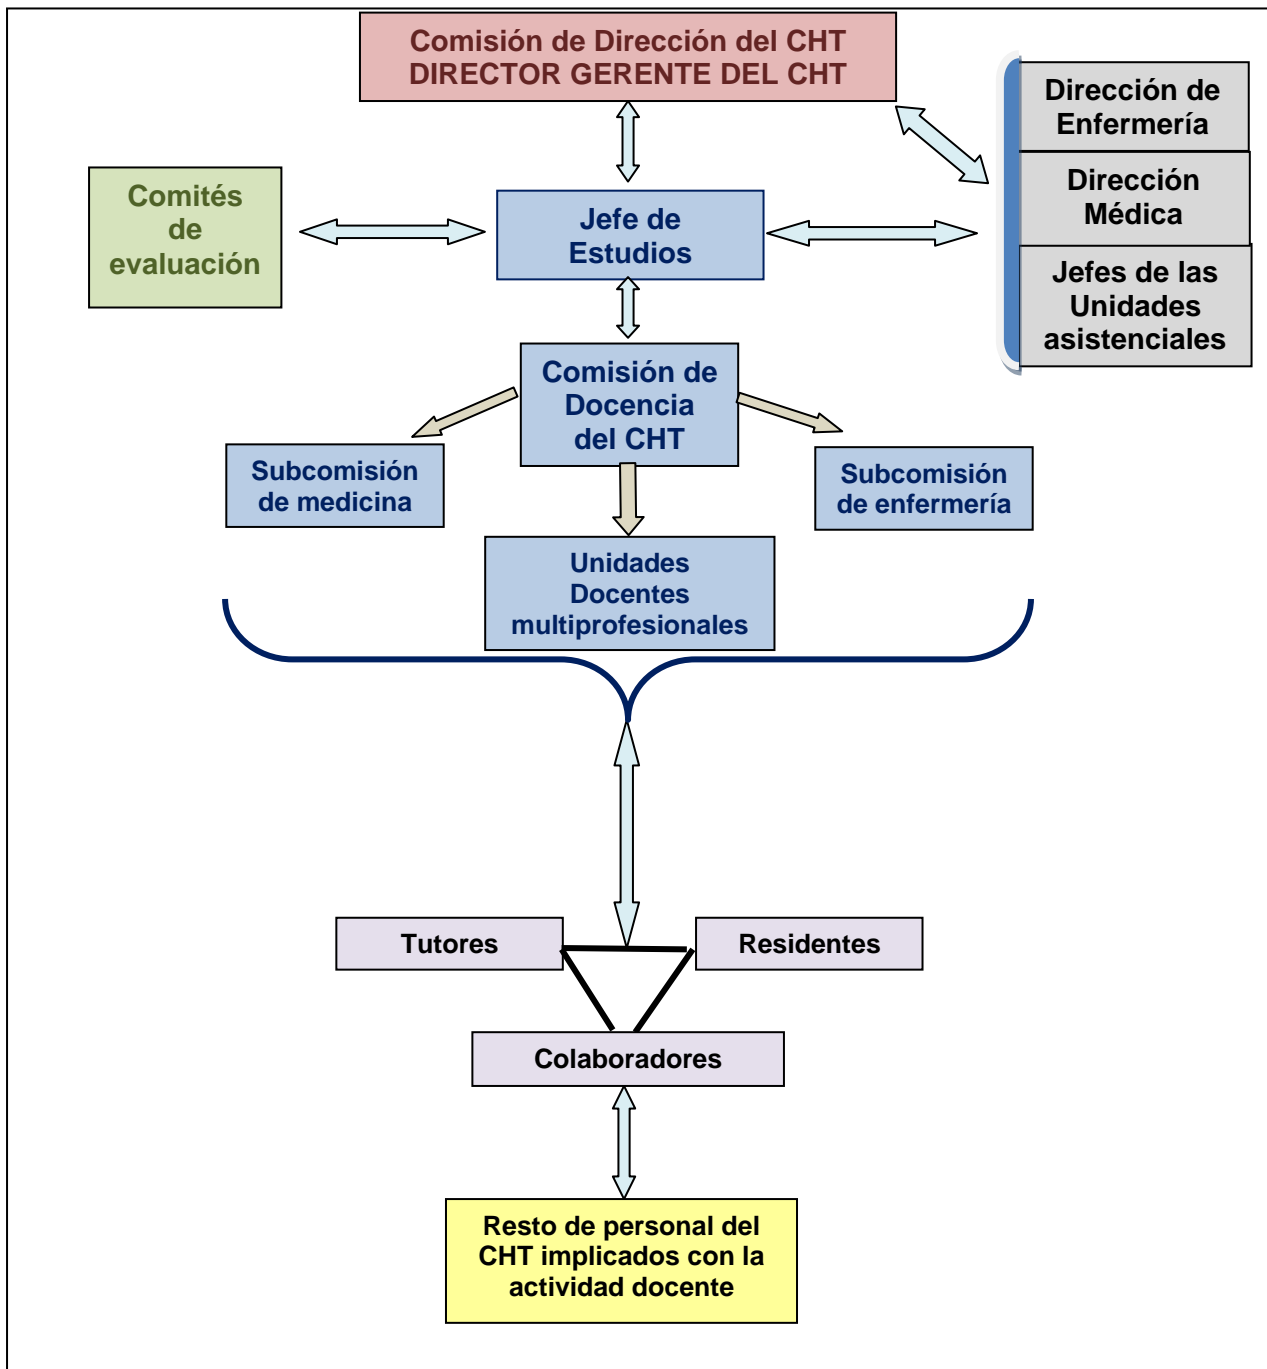 Comisión de Dirección del CHT
DIRECTOR GERENTE DEL CHT
Dirección de
Enfermería
Dirección
Médica
Jefes de las
Unidades
asistenciales
Comités
de
evaluación
Jefe de
Estudios
Comisión de
Docencia
del CHT
Subcomisión
de medicina
Subcomisión
de enfermería
Unidades
Docentes
multiprofesionales
Tutores
Residentes
Colaboradores
Resto de personal del
CHT implicados con la
actividad docente